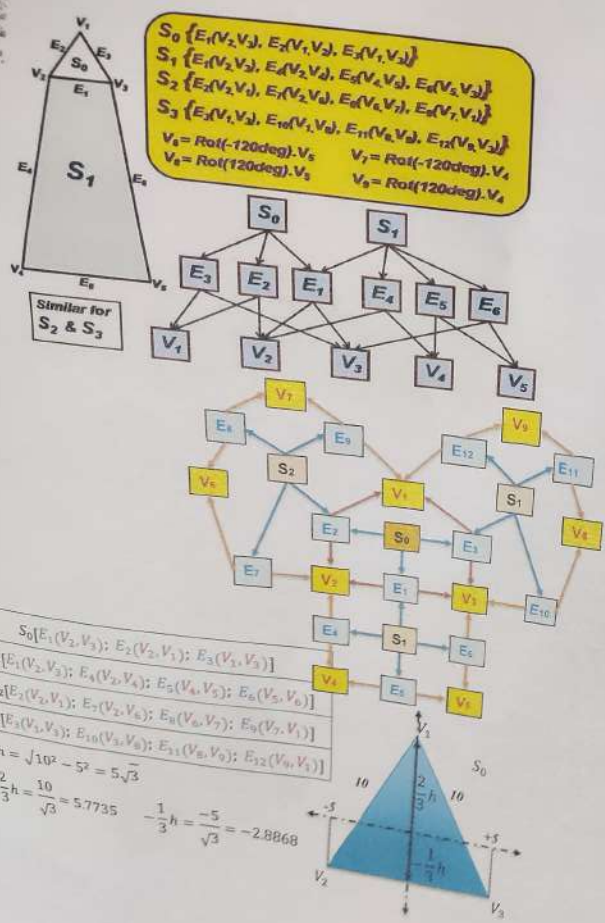 V₁
E₂
E₃
S₀
V₂
V₃
E₁
S₁
E₄
E₆
V₄
E₅
V₅
Similar for
S₂ & S₃
S₀ {E₁(V₂,V₃), E₂(V₁,V₂), E₃(V₁,V₃)}
S₁ {E₁(V₂,V₃), E₄(V₂,V₄), E₅(V₄,V₅), E₆(V₅,V₃)}
S₂ {E₂(V₂,V₁), E₇(V₂,V₆), E₈(V₆,V₇), E₉(V₇,V₁)}
S₃ {E₃(V₁,V₃), E₁₀(V₃,V₈), E₁₁(V₈,V₉), E₁₂(V₉,V₁)}
= Rot(-120deg).V₅ V₇ = Rot(-120deg).V₄
= Rot(120deg).V₅ V₉ = Rot(120deg).V₄
S₀ S₁
E₃ E₂ E₁ E₄ E₅ E₆
V₁ V₂ V₃ V₄ V₅
V₇ V₉
E₈ E₉ E₁₂ E₁₁
S₂ S₁
V₆ V₁ V₈
E₂ S₀ E₃
E₇ V₂ E₁ V₃ E₁₀
E₄ S₁ E₆
V₄ E₅ V₅
S₀[E₁(V₂,V₃); E₂(V₂,V₁); E₃(V₁,V₃)]
[E₁(V₂,V₃); E₄(V₂,V₄); E₅(V₄,V₅); E₆(V₅,V₆)]
[E₂(V₂,V₁); E₇(V₂,V₆); E₈(V₆,V₇); E₉(V₇,V₁)]
[E₃(V₁,V₃); E₁₀(V₃,V₈); E₁₁(V₈,V₉); E₁₂(V₉,V₁)]
h = √10² − 5² = 5√3
2/3 h = 10/√3 = 5.7735 −1/3 h = −5/√3 = −2.8868
V₁
S₀
10 2/3 h 10
-5 +5
−1/3 h
V₂
V₃